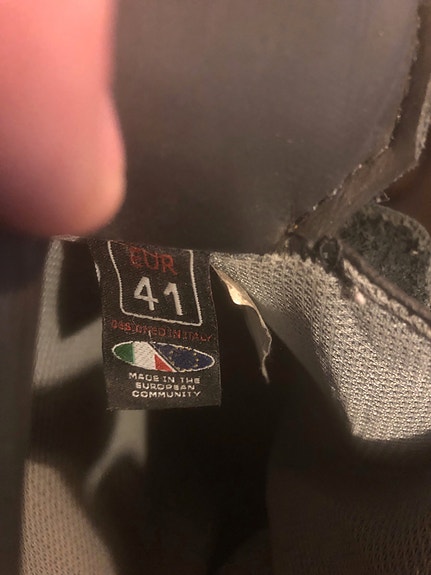 EUR
41
DESIGNED IN ITALY
MADE IN THE
EUROPEAN
COMMUNITY